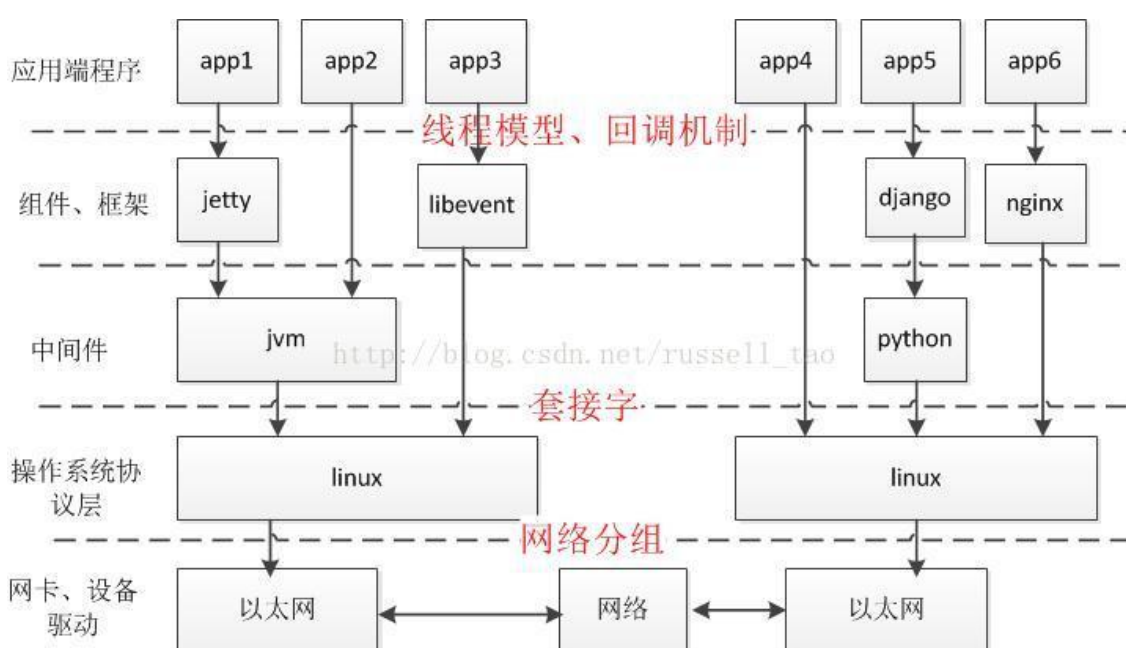 应用端程序
app1
app2
app3
app4
app5
app6
线程模型、回调机制
组件、框架
jetty
libevent
django
nginx
中间件
jvm
http://blog.csdn.net/russell_tao
python
套接字
操作系统协
议层
linux
linux
网络分组
网卡、设备
驱动
以太网
网络
以太网